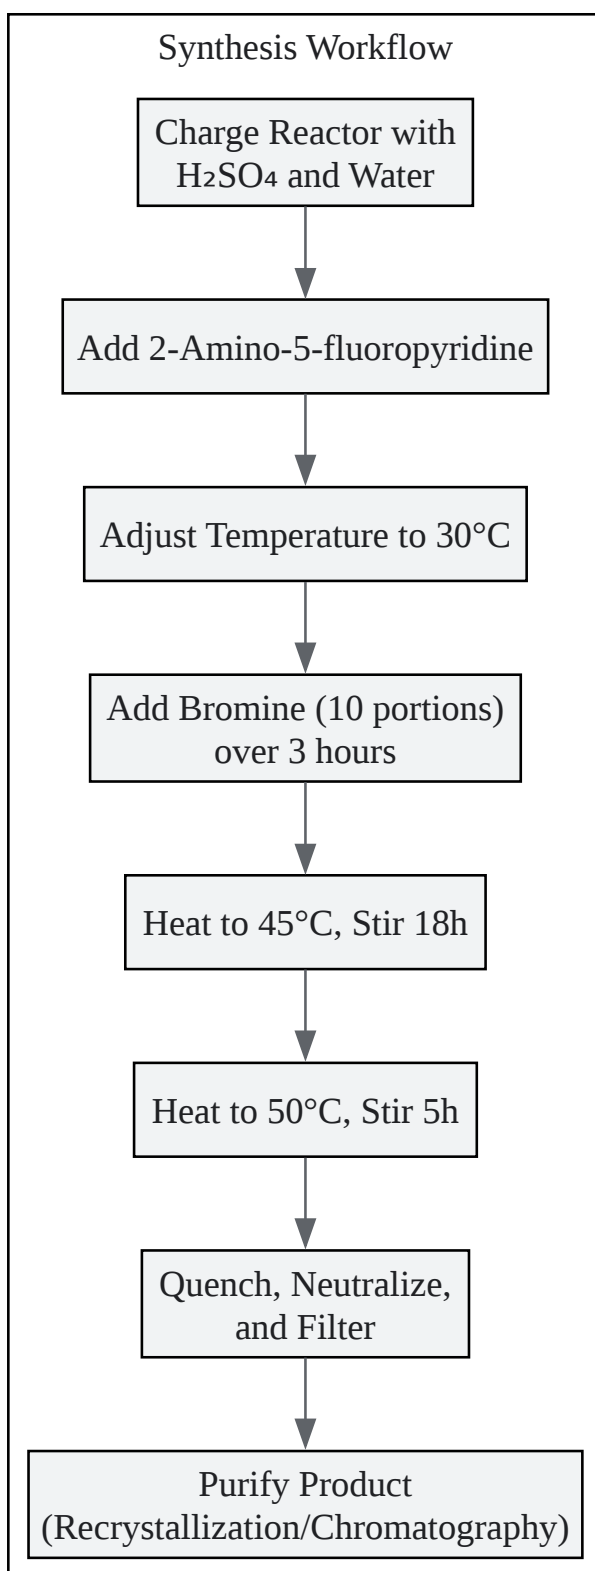 Synthesis Workflow
Charge Reactor with
H₂SO₄ and Water
Add 2-Amino-5-fluoropyridine
Adjust Temperature to 30°C
Add Bromine (10 portions)
over 3 hours
Heat to 45°C, Stir 18h
Heat to 50°C, Stir 5h
Quench, Neutralize,
and Filter
Purify Product
(Recrystallization/Chromatography)